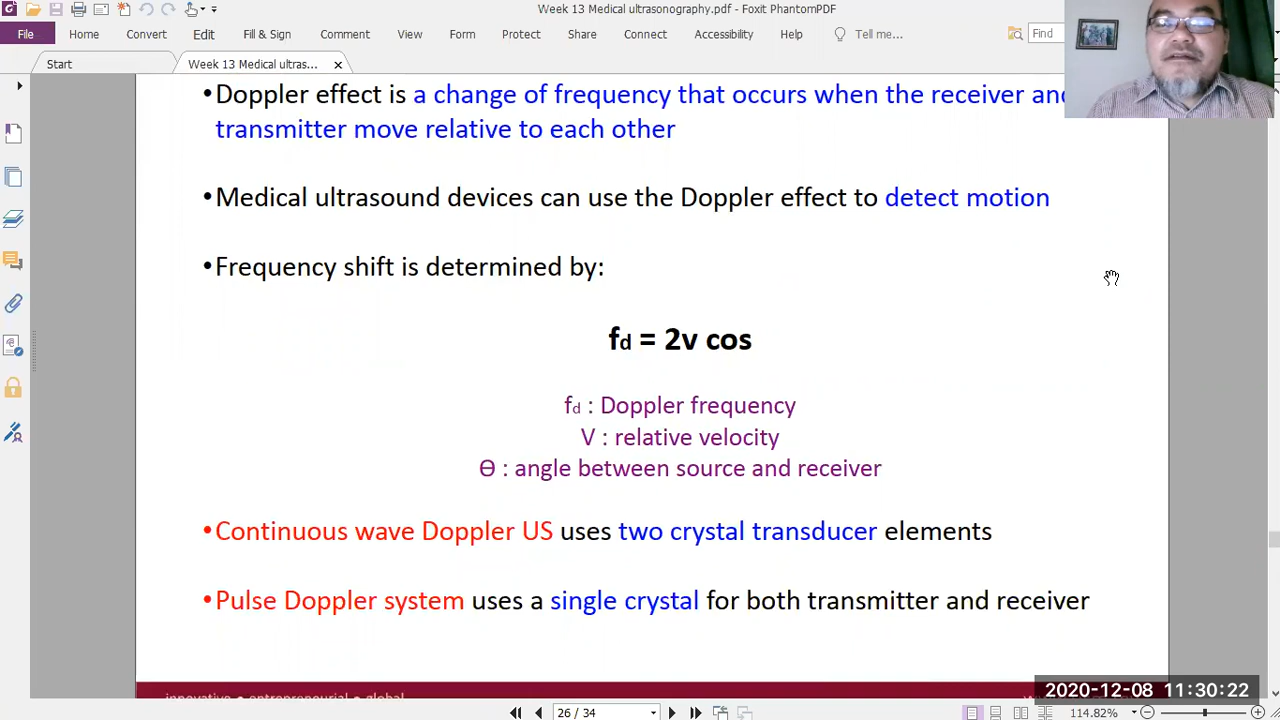 Week 13 Medical ultrasonography.pdf - Foxit PhantomPDF
File Home Convert Edit Fill & Sign Comment View Form Protect Share Connect Accessibility Help Tell me... Find
Start Week 13 Medical ultras...
•Doppler effect is a change of frequency that occurs when the receiver and
transmitter move relative to each other
•Medical ultrasound devices can use the Doppler effect to detect motion
•Frequency shift is determined by:
fd = 2v cos
fd : Doppler frequency
V : relative velocity
Ɵ : angle between source and receiver
•Continuous wave Doppler US uses two crystal transducer elements
•Pulse Doppler system uses a single crystal for both transmitter and receiver
innovative • entrepreneurial • global
2020-12-08 11:30:22
26 / 34 114.82%